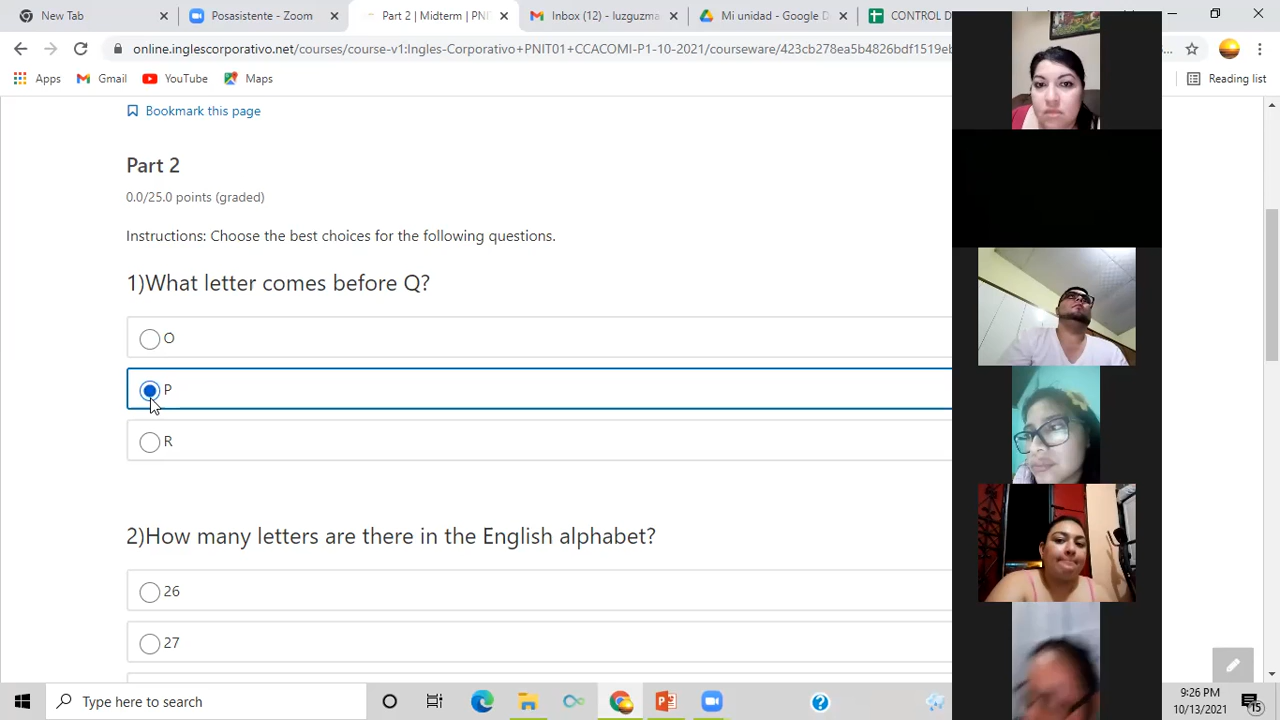 New Tab
Posasistente - Zoom
2 | Midterm | PNIT
Inbox (12) - luzguzma
Mi unidad - Google
CONTROL D
online.inglescorporativo.net/courses/course-v1:Ingles-Corporativo+PNIT01+CCACOMI-P1-10-2021/courseware/423cb278ea5b4826bdf1519eb
Apps
Gmail
YouTube
Maps
Reading list
Bookmark this page
Part 2
0.0/25.0 points (graded)
Instructions: Choose the best choices for the following questions.
1)What letter comes before Q?
O
P
R
2)How many letters are there in the English alphabet?
26
27
Type here to search
9:26 PM
10/13/2021
15